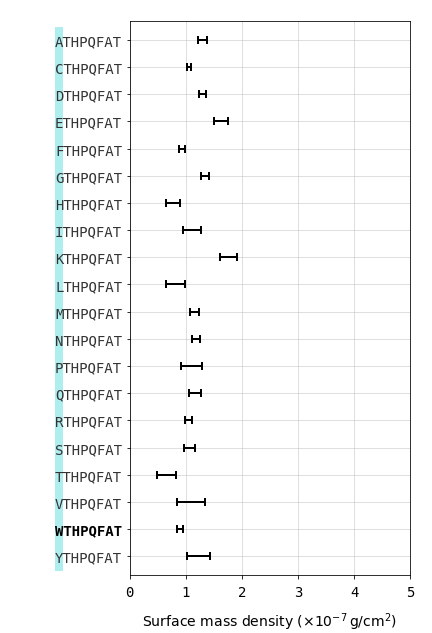 ATHPQFAT
CTHPQFAT
DTHPQFAT
ETHPQFAT
FTHPQFAT
GTHPQFAT
HTHPQFAT
ITHPQFAT
KTHPQFAT
LTHPQFAT
MTHPQFAT
NTHPQFAT
PTHPQFAT
QTHPQFAT
RTHPQFAT
STHPQFAT
TTHPQFAT
VTHPQFAT
WTHPQFAT
YTHPQFAT
0 1 2 3 4 5
Surface mass density (×10⁻⁷ g/cm²)